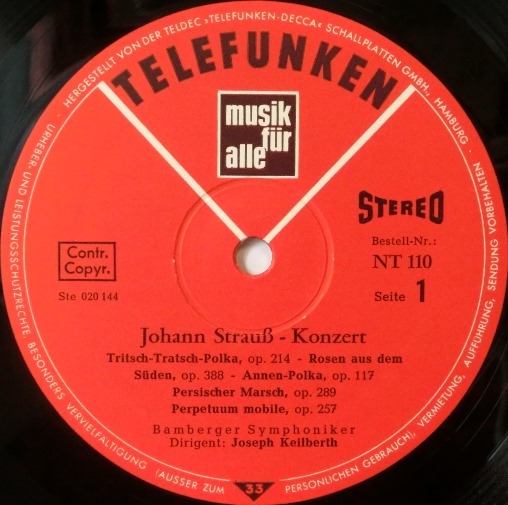 · HERGESTELLT VON DER TELDEC »TELEFUNKEN-DECCA« SCHALLPLATTEN GMBH., HAMBURG · URHEBER- UND LEISTUNGSSCHUTZRECHTE, BESONDERS VERVIELFÄLTIGUNG (AUSSER ZUM PERSÖNLICHEN GEBRAUCH), VERMIETUNG, AUFFÜHRUNG, SENDUNG VORBEHALTEN
TELEFUNKEN
musik
für
alle
STEREO
Contr.
Copyr.
Bestell-Nr.:
NT 110
Ste 020 144
Seite 1
Johann Strauß - Konzert
Tritsch-Tratsch-Polka, op. 214 - Rosen aus dem
Süden, op. 388 - Annen-Polka, op. 117
Persischer Marsch, op. 289
Perpetuum mobile, op. 257
Bamberger Symphoniker
Dirigent: Joseph Keilberth
33